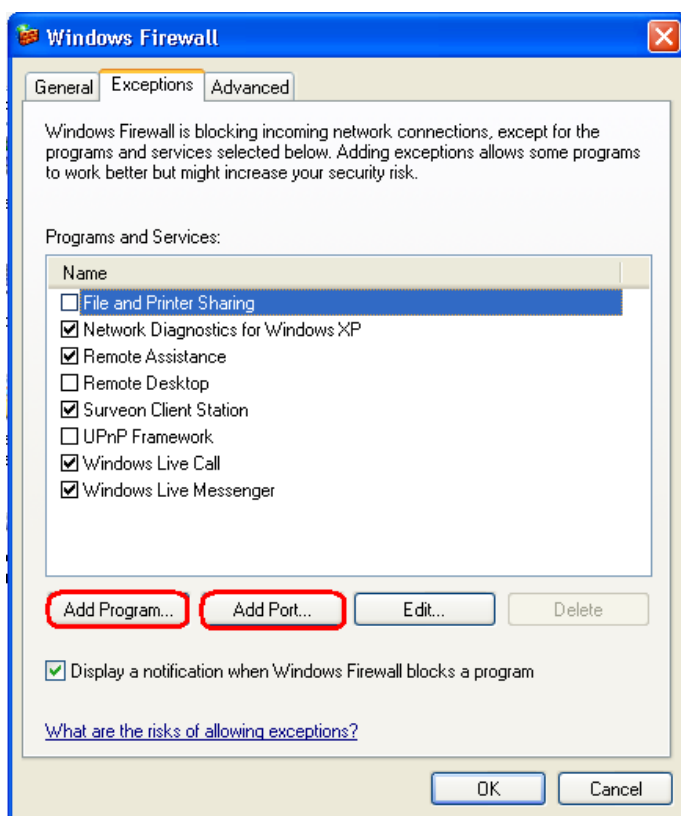 Windows Firewall
General Exceptions Advanced
Windows Firewall is blocking incoming network connections, except for the
programs and services selected below. Adding exceptions allows some programs
to work better but might increase your security risk.
Programs and Services:
Name
File and Printer Sharing
Network Diagnostics for Windows XP
Remote Assistance
Remote Desktop
Surveon Client Station
UPnP Framework
Windows Live Call
Windows Live Messenger
Add Program... Add Port... Edit... Delete
Display a notification when Windows Firewall blocks a program
What are the risks of allowing exceptions?
OK Cancel